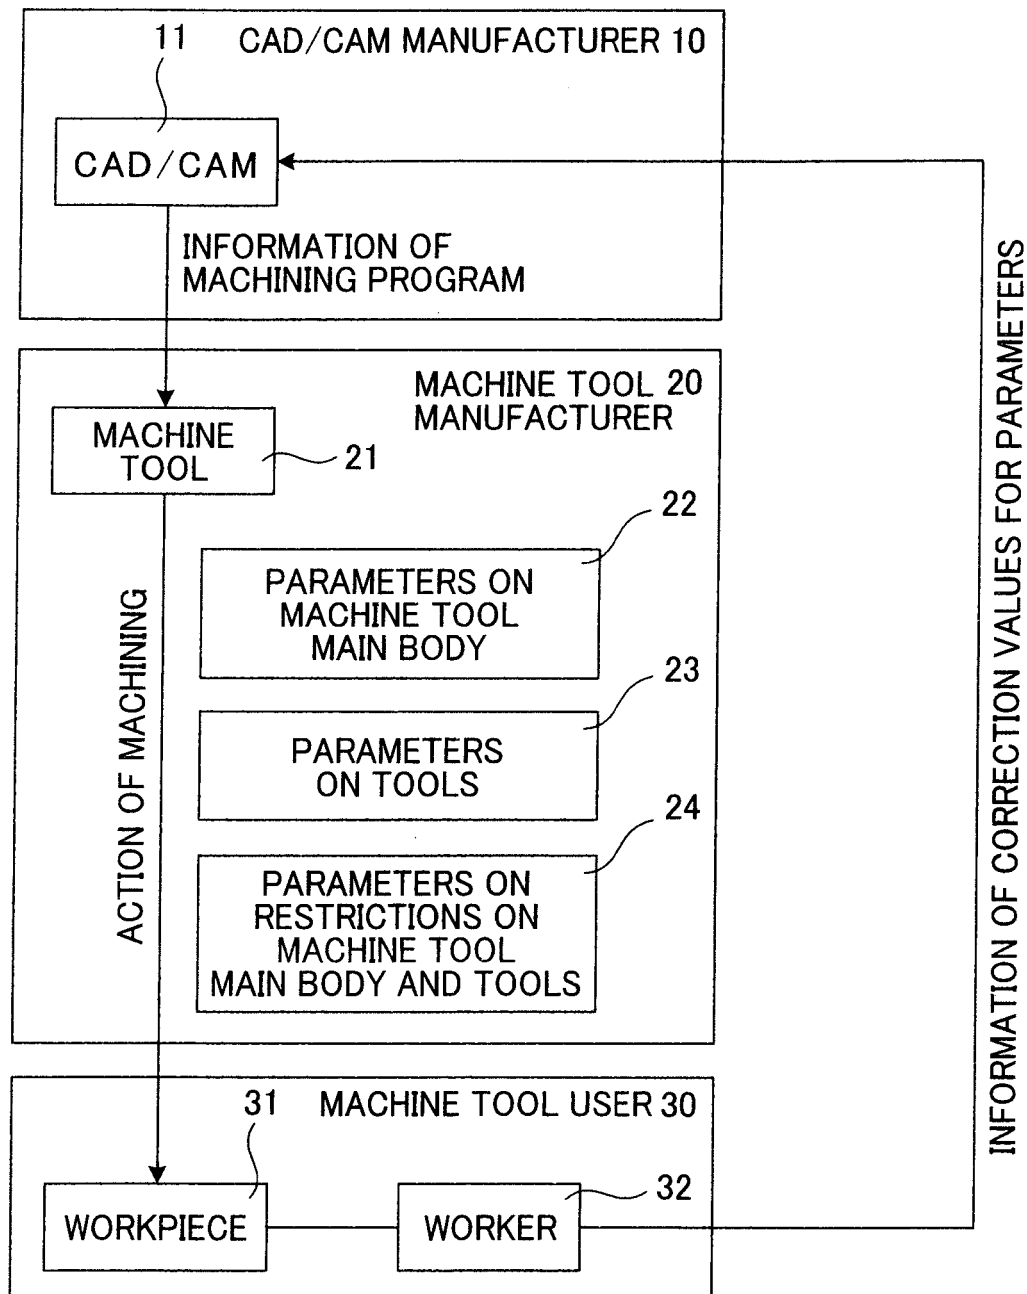 11
CAD/CAM MANUFACTURER 10
CAD/CAM
INFORMATION OF
MACHINING PROGRAM
MACHINE TOOL 20
MANUFACTURER
MACHINE
TOOL
21
22
PARAMETERS ON
MACHINE TOOL
MAIN BODY
23
PARAMETERS
ON TOOLS
24
PARAMETERS ON
RESTRICTIONS ON
MACHINE TOOL
MAIN BODY AND TOOLS
ACTION OF MACHINING
31
MACHINE TOOL USER 30
WORKPIECE
WORKER
32
INFORMATION OF CORRECTION VALUES FOR PARAMETERS